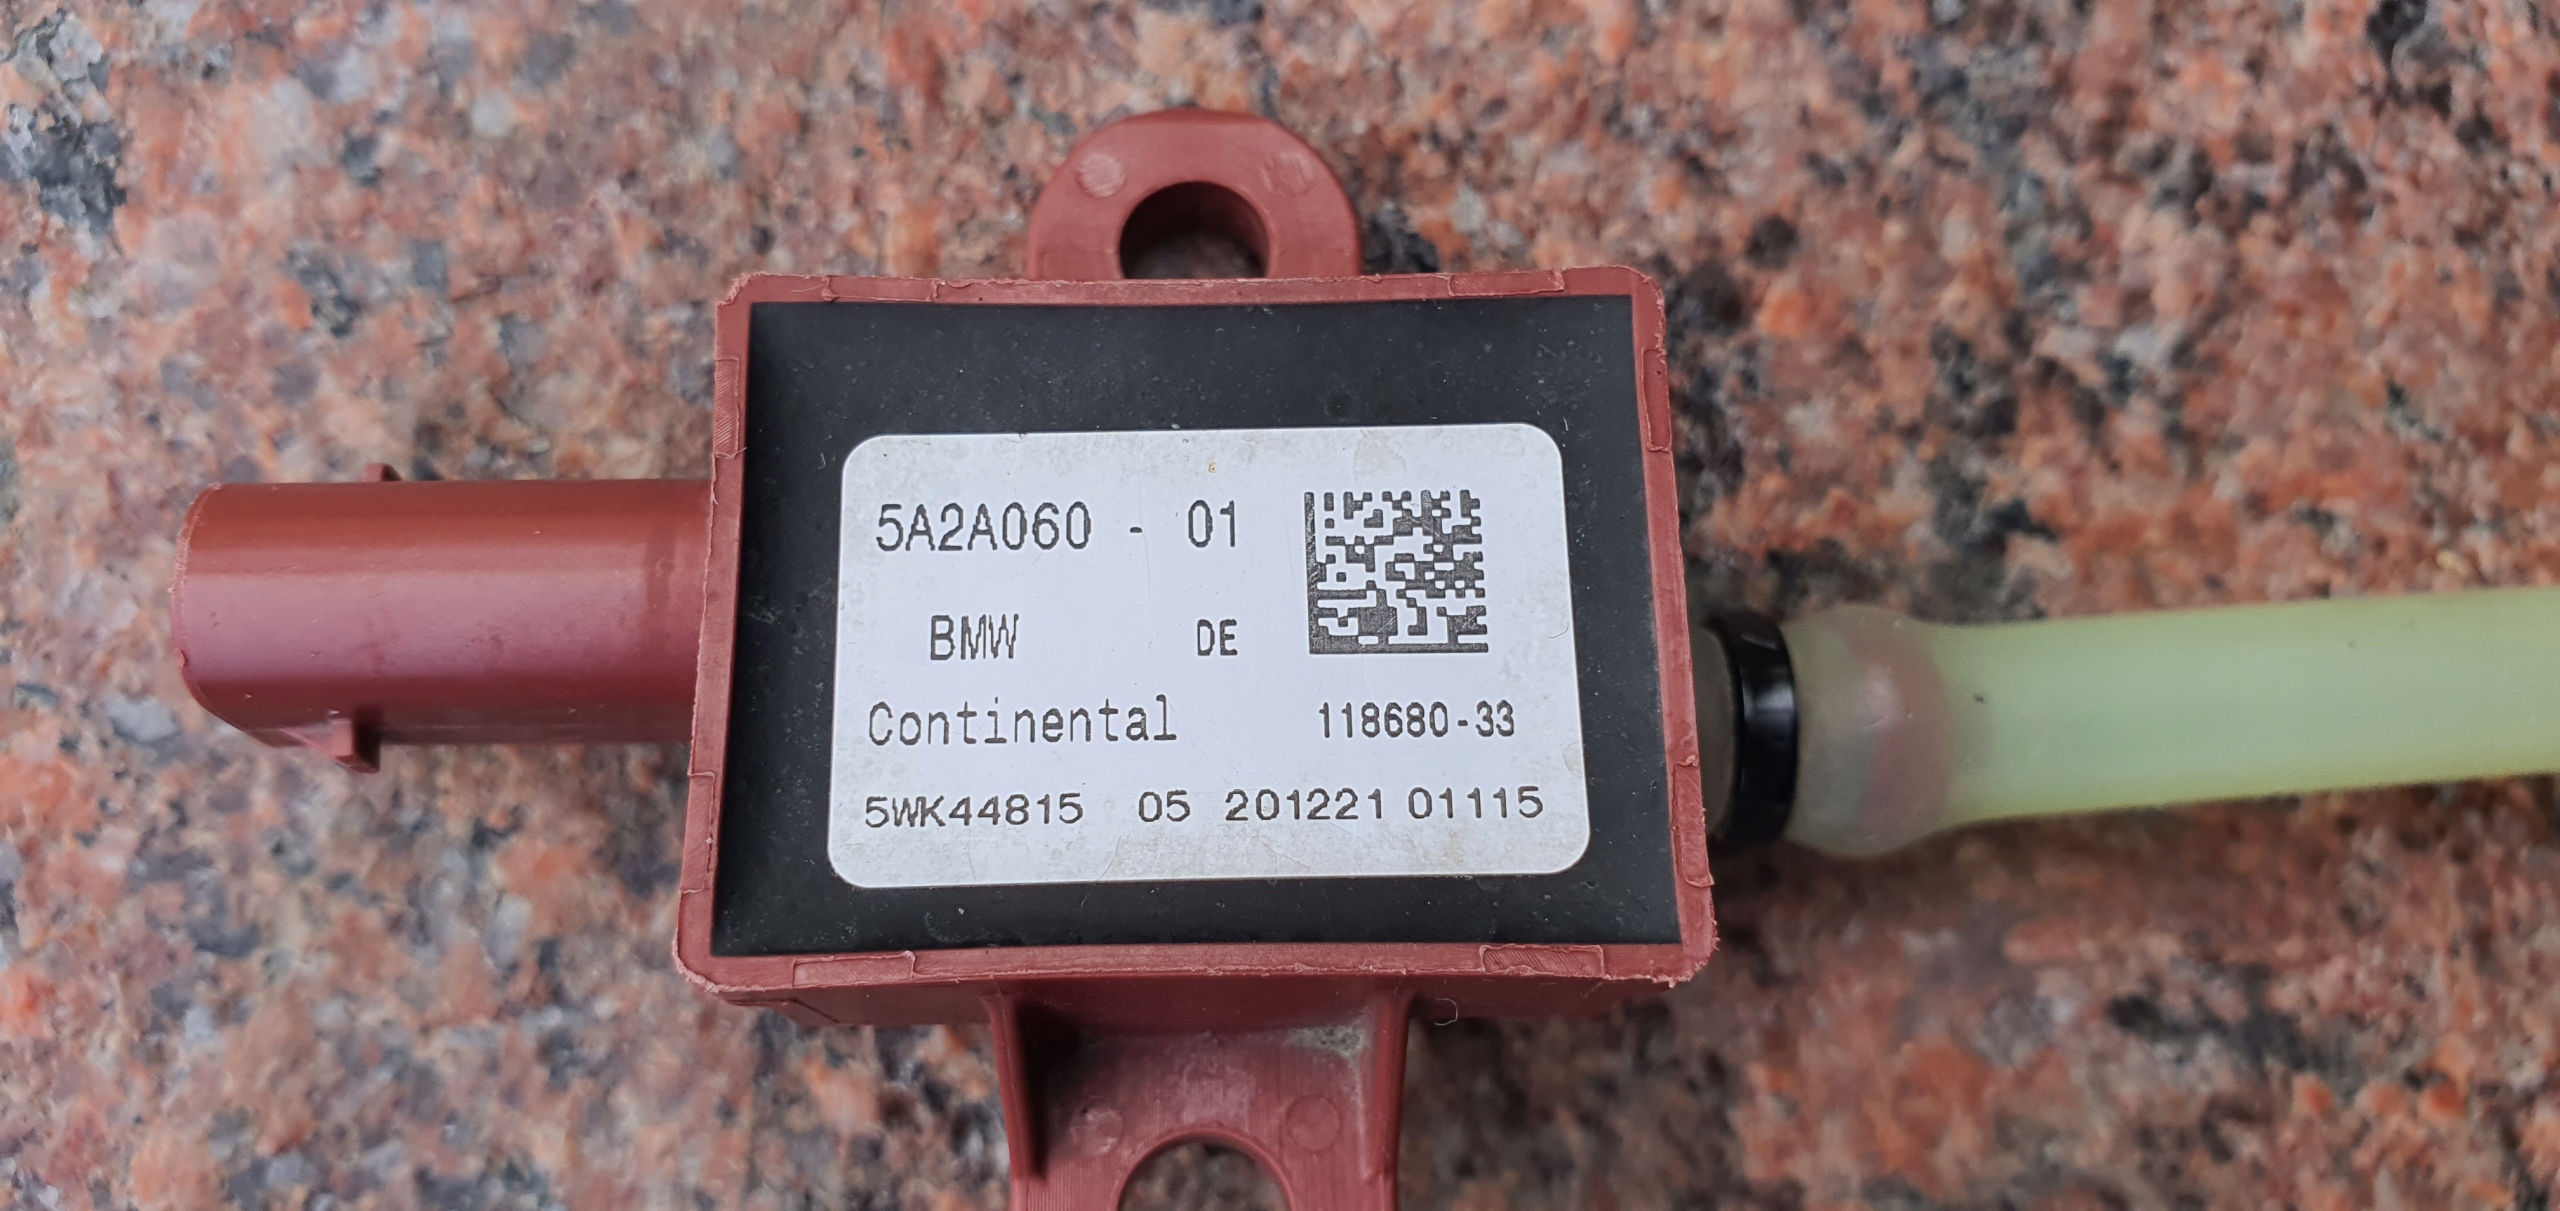 5A2A060 - 01
BMW DE
Continental 118680-33
5WK44815 05 201221 01115